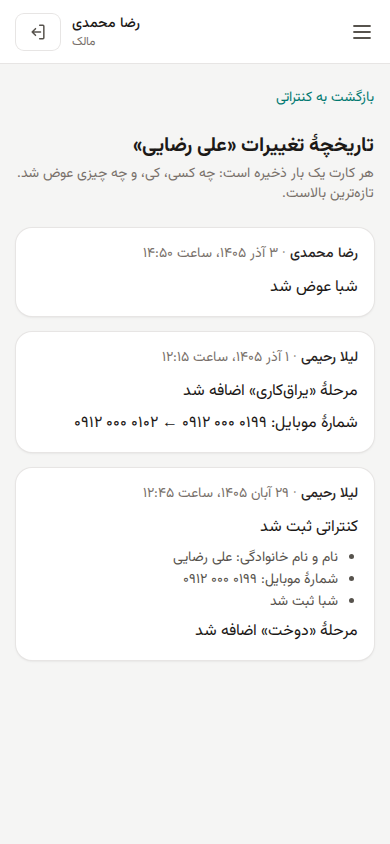 رضا محمدی
مالک
بازگشت به کنتراتی
تاریخچهٔ تغییرات «علی رضایی»
هر کارت یک بار ذخیره است: چه کسی، کی، و چه چیزی عوض شد.
تازه‌ترین بالاست.
رضا محمدی · ۳ آذر ۱۴۰۵، ساعت ۱۴:۵۰
شبا عوض شد
لیلا رحیمی · ۱ آذر ۱۴۰۵، ساعت ۱۲:۱۵
مرحلهٔ «یراق‌کاری» اضافه شد
شمارهٔ موبایل: ۰۹۱۲ ۰۰۰ ۰۱۹۹ ← ۰۹۱۲ ۰۰۰ ۰۱۰۲
لیلا رحیمی · ۲۹ آبان ۱۴۰۵، ساعت ۱۲:۴۵
کنتراتی ثبت شد
• نام و نام خانوادگی: علی رضایی
• شمارهٔ موبایل: ۰۹۱۲ ۰۰۰ ۰۱۹۹
• شبا ثبت شد
مرحلهٔ «دوخت» اضافه شد